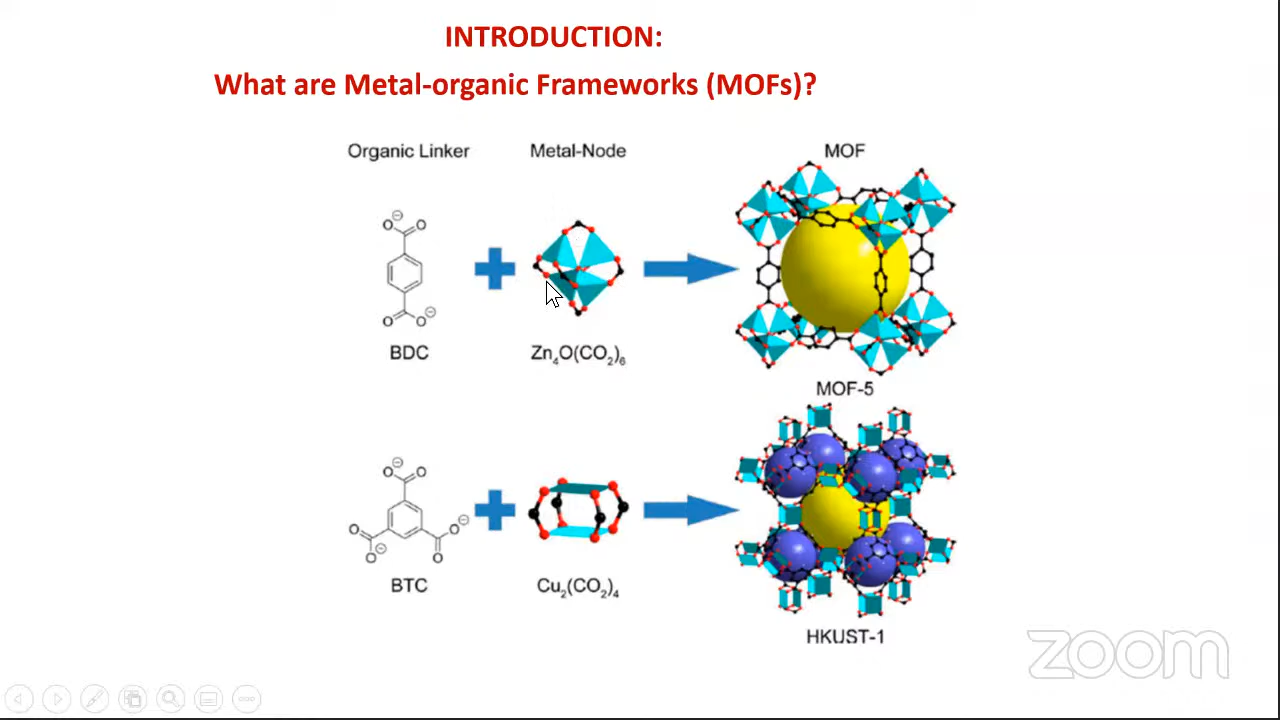 INTRODUCTION:
What are Metal-organic Frameworks (MOFs)?
Organic Linker Metal-Node MOF
O⊖ O
O O⊖
BDC Zn₄O(CO₂)₆
MOF-5
O⊖ O
O O⊖
O⊖ O
BTC Cu₂(CO₂)₄
HKUST-1
zoom